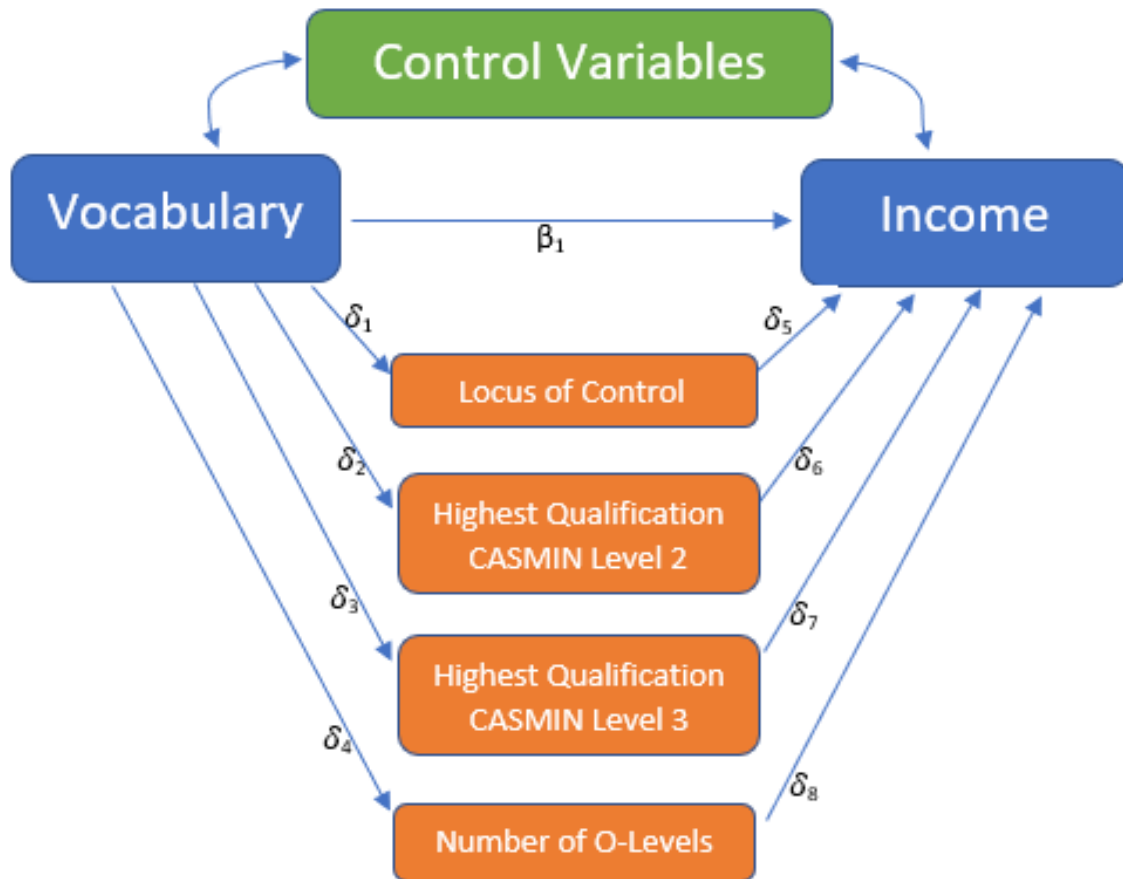 Control Variables
Vocabulary
Income
β₁
δ₁
δ₅
Locus of Control
δ₂
δ₆
Highest Qualification
CASMIN Level 2
δ₃
δ₇
Highest Qualification
CASMIN Level 3
δ₄
δ₈
Number of O-Levels